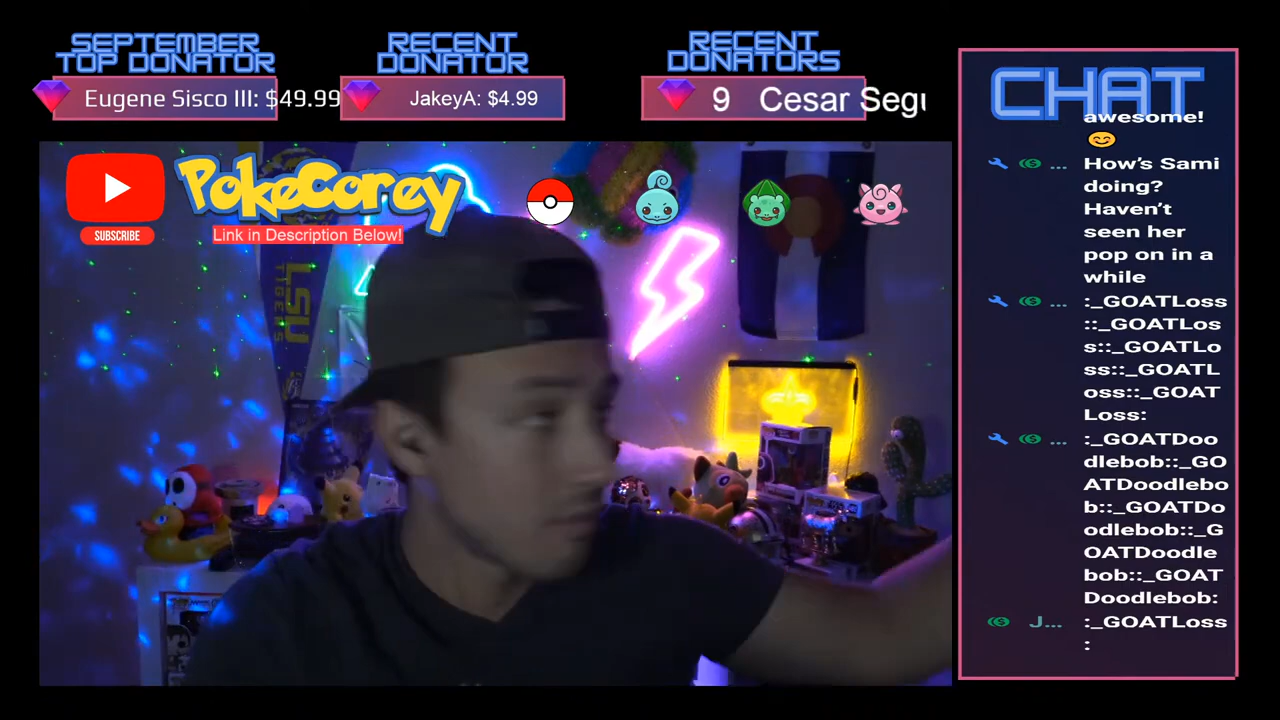 SEPTEMBER
TOP DONATOR
Eugene Sisco III: $49.99
RECENT
DONATOR
JakeyA: $4.99
RECENT
DONATORS
9 Cesar Segu
SUBSCRIBE
PokeCorey
Link in Description Below!
LSU
TIGERS
CHAT
awesome!
😊
... How's Sami
doing?
Haven't
seen her
pop on in a
while
... :_GOATLoss
::_GOATLos
s::_GOATLo
ss::_GOATL
oss::_GOAT
Loss:
... :_GOATDoo
dlebob::_GO
ATDoodlebo
b::_GOATDo
odlebob::_G
OATDoodle
bob::_GOAT
Doodlebob:
J... :_GOATLoss
: